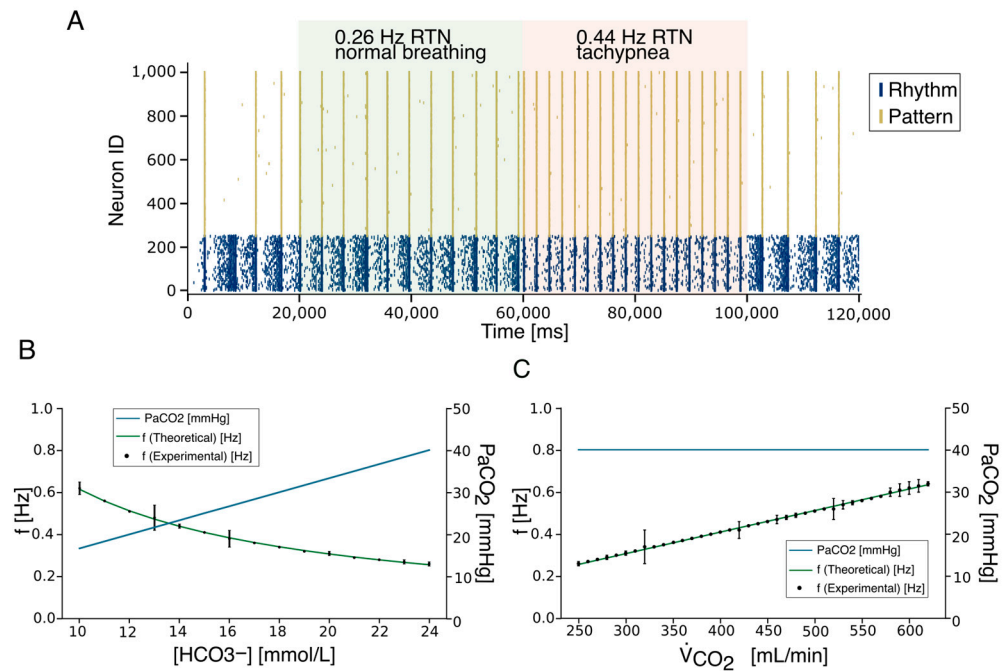 A
0.26 Hz RTN
normal breathing
0.44 Hz RTN
tachypnea
1,000
800
600
400
200
0
Neuron ID
Rhythm
Pattern
0
20,000
40,000
60,000
80,000
100,000
120,000
Time [ms]
B
1.0
0.8
0.6
0.4
0.2
0.0
f [Hz]
PaCO2 [mmHg]
f (Theoretical) [Hz]
f (Experimental) [Hz]
50
40
30
20
10
0
PaCO2 [mmHg]
10
12
14
16
18
20
22
24
[HCO3−] [mmol/L]
C
1.0
0.8
0.6
0.4
0.2
0.0
f [Hz]
PaCO2 [mmHg]
f (Theoretical) [Hz]
f (Experimental) [Hz]
50
40
30
20
10
0
PaCO2 [mmHg]
250
300
350
400
450
500
550
600
V̇CO2 [mL/min]